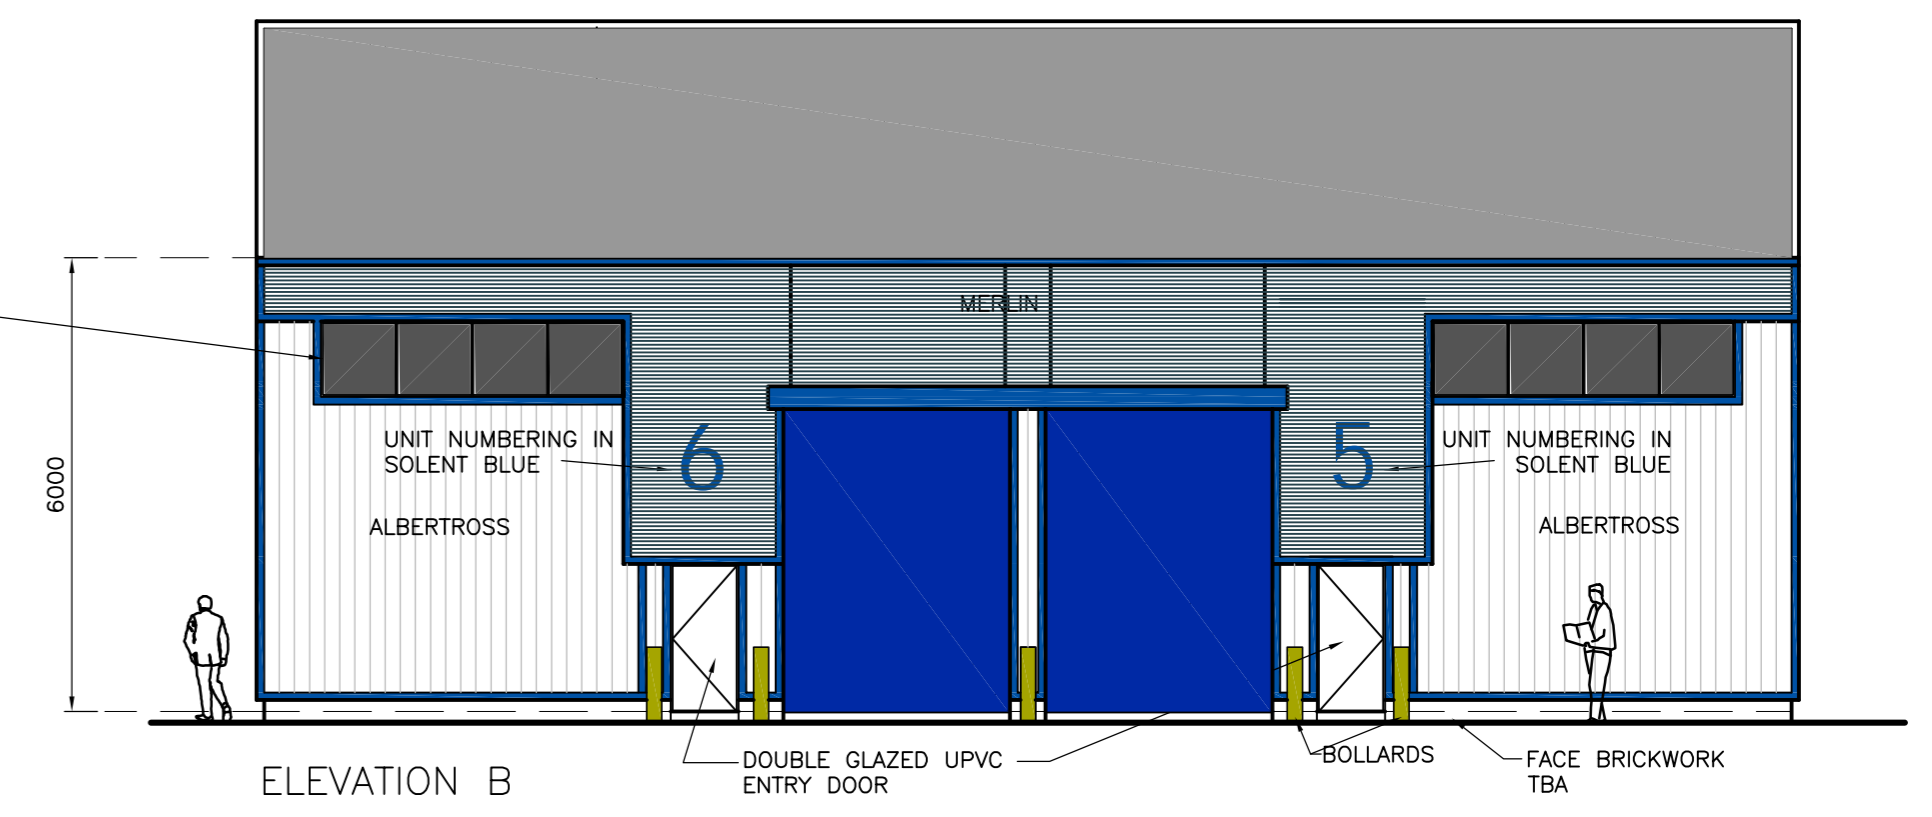 MERLIN
UNIT NUMBERING IN
SOLENT BLUE
6
5
UNIT NUMBERING IN
SOLENT BLUE
6000
ALBERTROSS
ALBERTROSS
DOUBLE GLAZED UPVC
ENTRY DOOR
BOLLARDS
FACE BRICKWORK
TBA
ELEVATION B